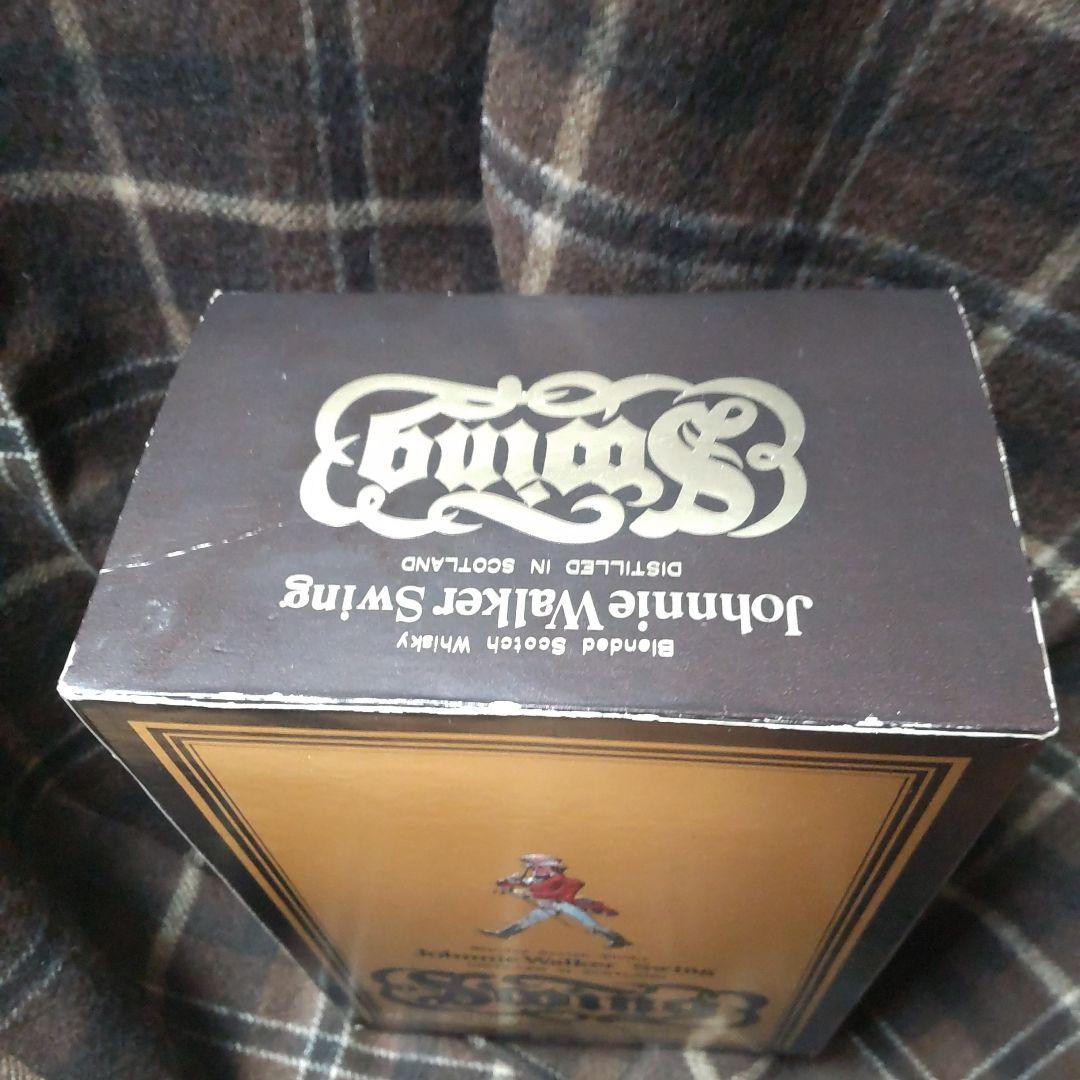 Blended Scotch Whisky
Johnnie Walker Swing
DISTILLED IN SCOTLAND
Swing
Johnnie Walker Swing
Swing